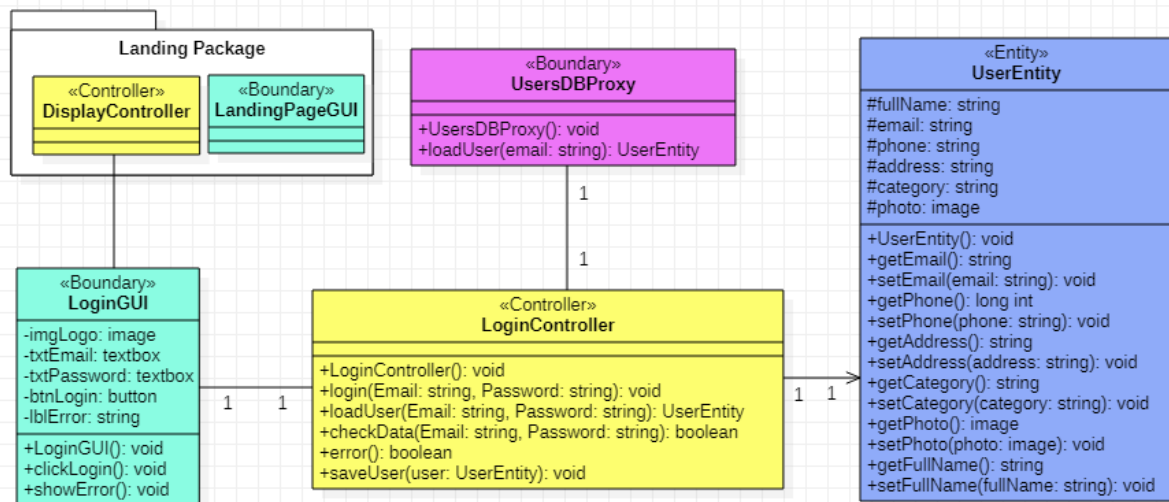 Landing Package
«Controller»
DisplayController
«Boundary»
LandingPageGUI
«Boundary»
UsersDBProxy
+UsersDBProxy(): void
+loadUser(email: string): UserEntity
1
1
«Entity»
UserEntity
#fullName: string
#email: string
#phone: string
#address: string
#category: string
#photo: image
+UserEntity(): void
+getEmail(): string
+setEmail(email: string): void
+getPhone(): long int
+setPhone(phone: string): void
+getAddress(): string
+setAddress(address: string): void
+getCategory(): string
+setCategory(category: string): void
+getPhoto(): image
+setPhoto(photo: image): void
+getFullName(): string
+setFullName(fullName: string): void
«Boundary»
LoginGUI
-imgLogo: image
-txtEmail: textbox
-txtPassword: textbox
-btnLogin: button
-lblError: string
+LoginGUI(): void
+clickLogin(): void
+showError(): void
1
1
«Controller»
LoginController
+LoginController(): void
+login(Email: string, Password: string): void
+loadUser(Email: string, Password: string): UserEntity
+checkData(Email: string, Password: string): boolean
+error(): boolean
+saveUser(user: UserEntity): void
1
1